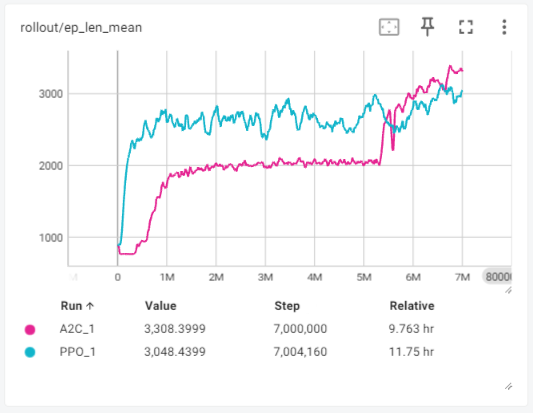 rollout/ep_len_mean
3000
2000
1000
0 1M 2M 3M 4M 5M 6M 7M 80000
Run ↑ Value Step Relative
A2C_1 3,308.3999 7,000,000 9.763 hr
PPO_1 3,048.4399 7,004,160 11.75 hr